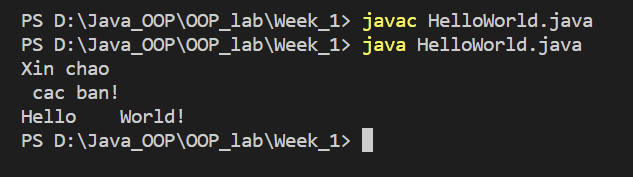 PS D:\Java_OOP\OOP_lab\Week_1> javac HelloWorld.java
PS D:\Java_OOP\OOP_lab\Week_1> java HelloWorld.java
Xin chao
 cac ban!
Hello    World!
PS D:\Java_OOP\OOP_lab\Week_1>